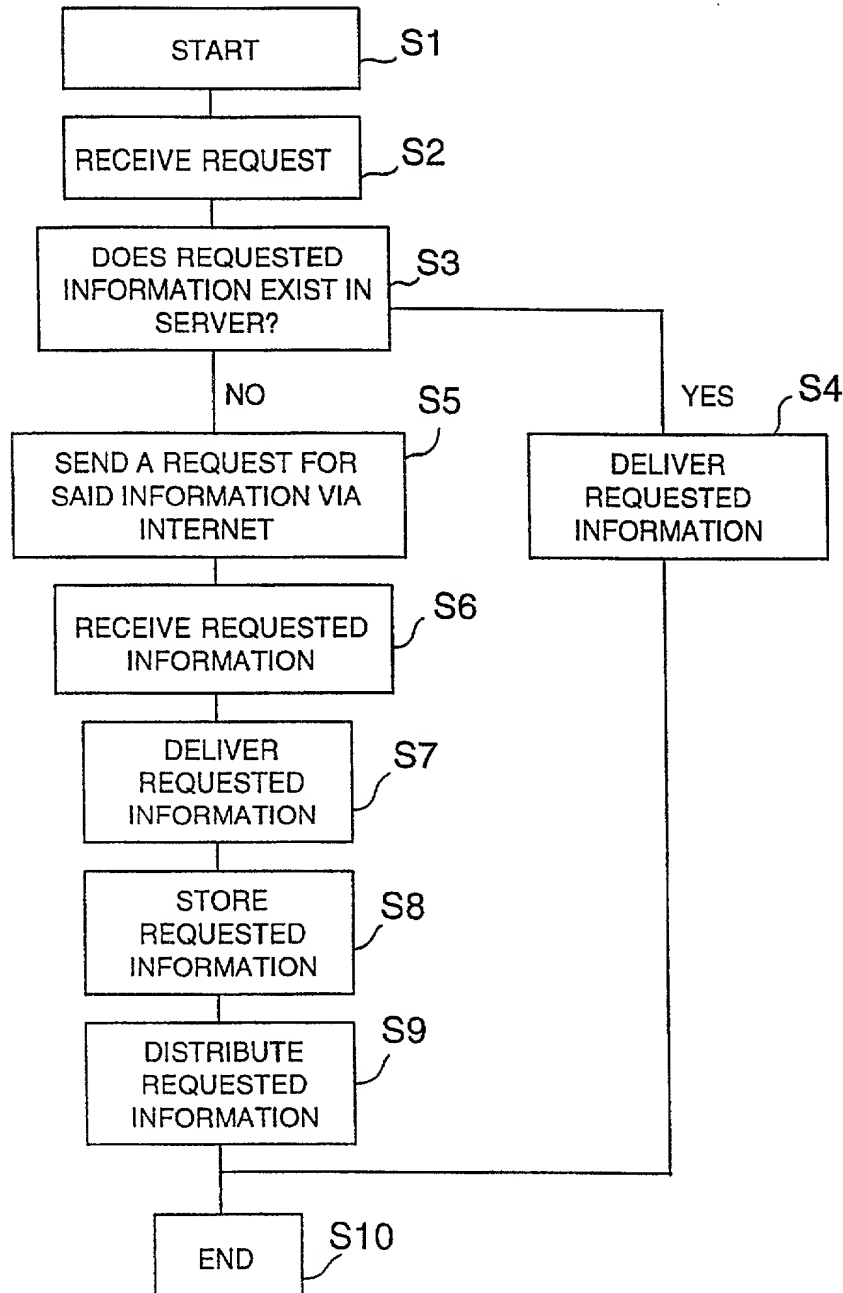 START
S1
RECEIVE REQUEST
S2
DOES REQUESTED
INFORMATION EXIST IN
SERVER?
S3
NO
YES
S4
S5
SEND A REQUEST FOR
SAID INFORMATION VIA
INTERNET
DELIVER
REQUESTED
INFORMATION
S6
RECEIVE REQUESTED
INFORMATION
DELIVER
REQUESTED
INFORMATION
S7
STORE
REQUESTED
INFORMATION
S8
DISTRIBUTE
REQUESTED
INFORMATION
S9
END
S10